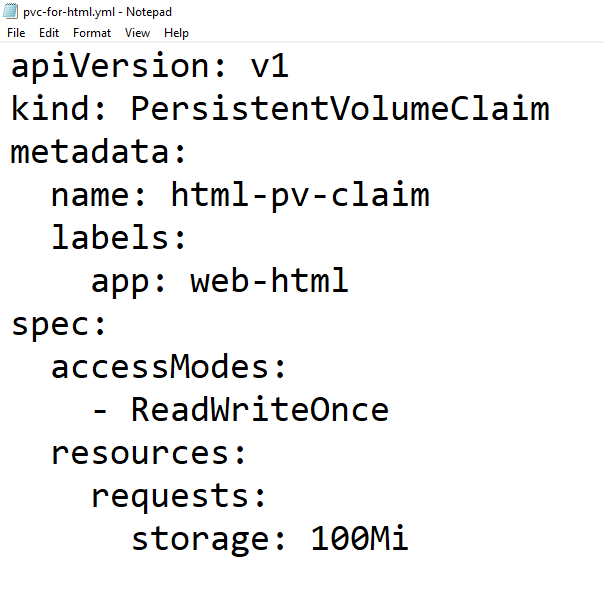 pvc-for-html.yml - Notepad
File Edit Format View Help
apiVersion: v1
kind: PersistentVolumeClaim
metadata:
  name: html-pv-claim
  labels:
    app: web-html
spec:
  accessModes:
    - ReadWriteOnce
  resources:
    requests:
      storage: 100Mi